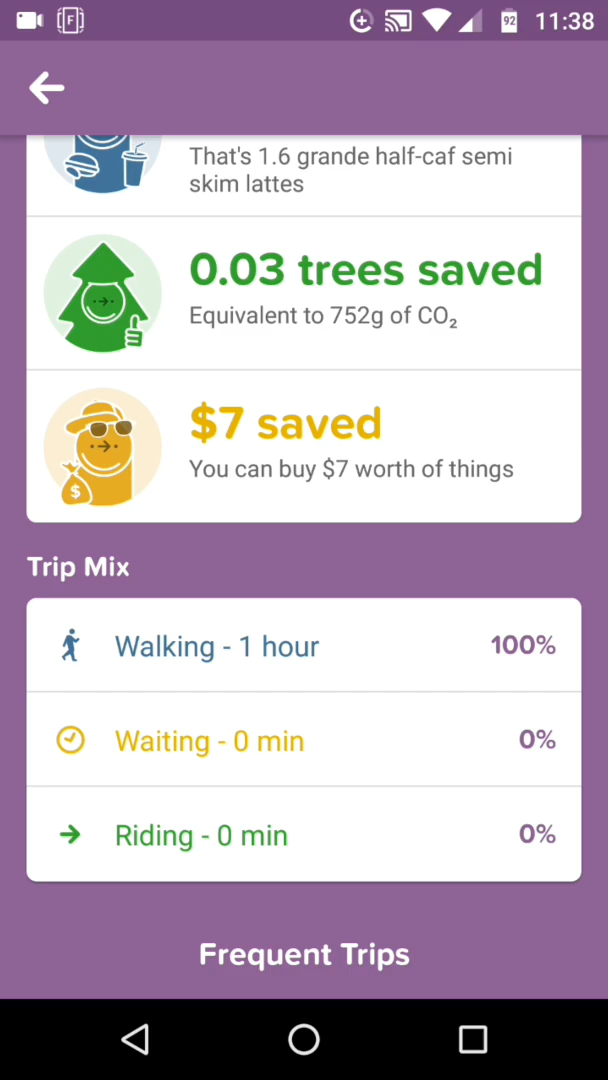 F
92
11:38
That's 1.6 grande half-caf semi
skim lattes
0.03 trees saved
Equivalent to 752g of CO₂
$7 saved
You can buy $7 worth of things
$
Trip Mix
Walking - 1 hour 100%
Waiting - 0 min 0%
Riding - 0 min 0%
Frequent Trips